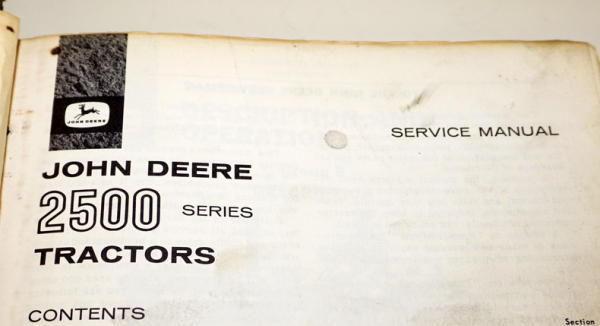 JOHN DEERE
SERVICE MANUAL
JOHN DEERE
2500 SERIES
TRACTORS
CONTENTS
Section